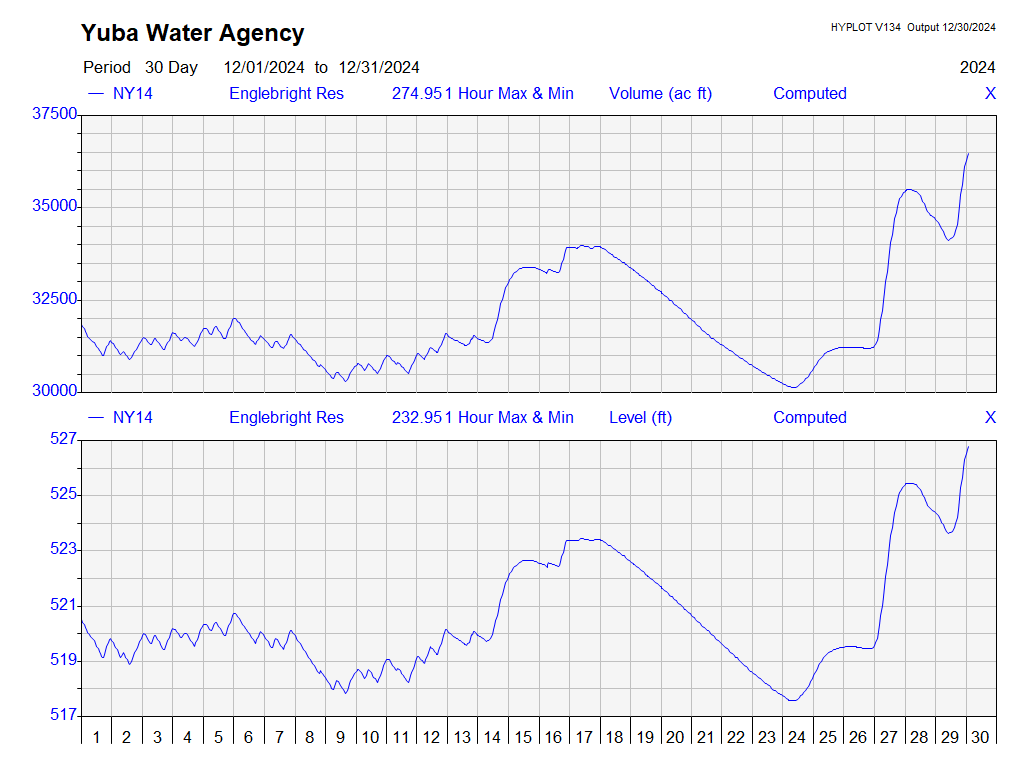 Yuba Water Agency
HYPLOT V134 Output 12/30/2024
Period 30 Day 12/01/2024 to 12/31/2024 2024
NY14 Englebright Res 274.951 Hour Max & Min Volume (ac ft) Computed X
37500
35000
32500
30000
NY14 Englebright Res 232.951 Hour Max & Min Level (ft) Computed X
527
525
523
521
519
517
1 2 3 4 5 6 7 8 9 10 11 12 13 14 15 16 17 18 19 20 21 22 23 24 25 26 27 28 29 30